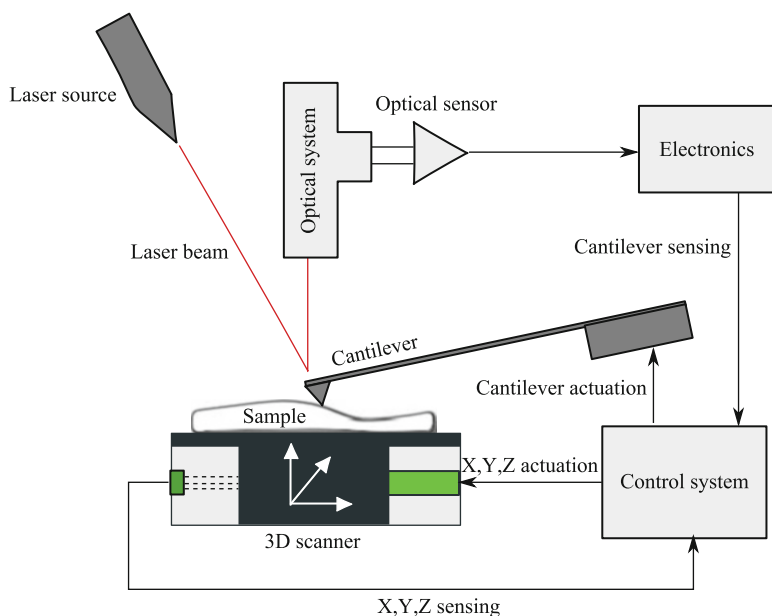 Laser source
Optical system
Optical sensor
Electronics
Laser beam
Cantilever sensing
Cantilever
Cantilever actuation
Sample
X,Y,Z actuation
Control system
3D scanner
X,Y,Z sensing